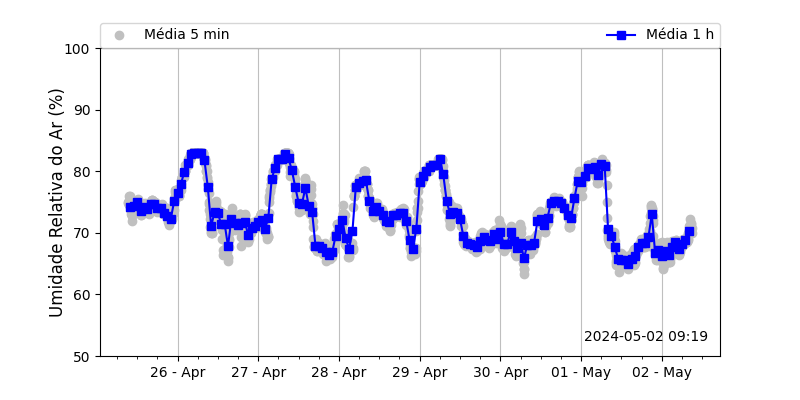 Média 5 min
Média 1 h
Umidade Relativa do Ar (%)
100
90
80
70
60
50
2024-05-02 09:19
26 - Apr
27 - Apr
28 - Apr
29 - Apr
30 - Apr
01 - May
02 - May